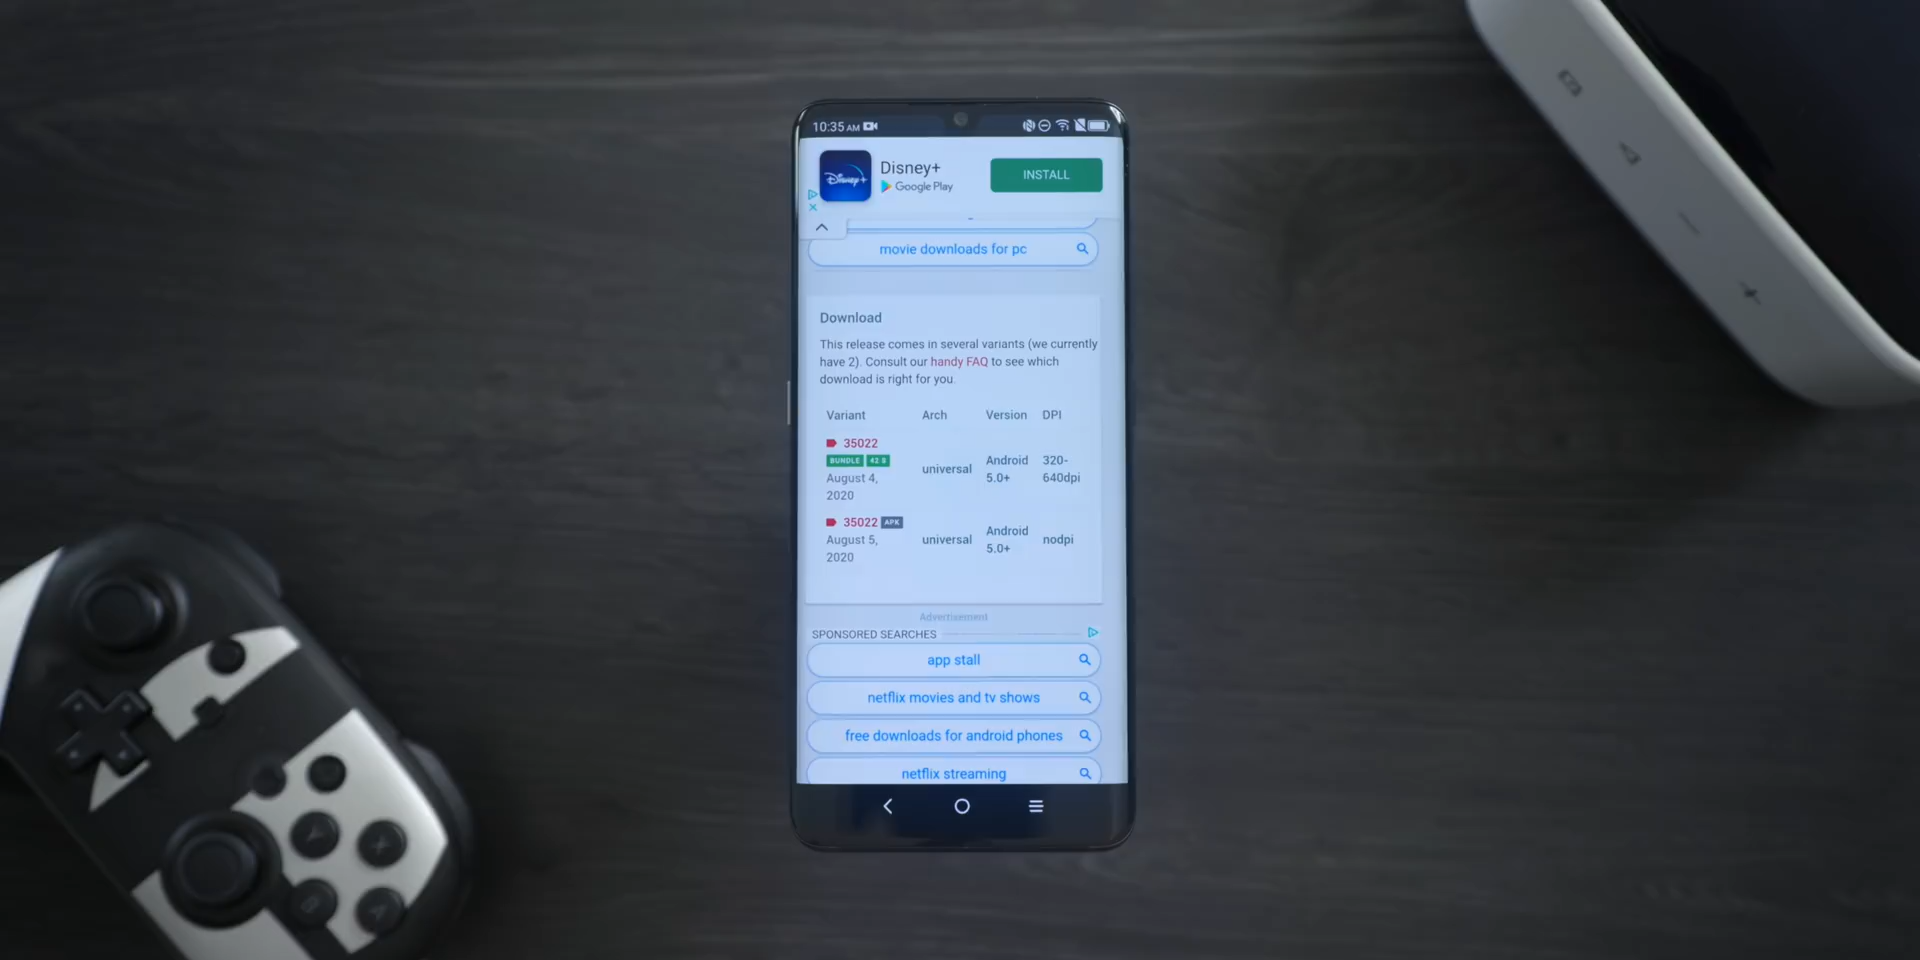 10:35 AM
Disney+
Disney+
Google Play
INSTALL
movie downloads for pc
Download
This release comes in several variants (we currently
have 2). Consult our handy FAQ to see which
download is right for you.
Variant Arch Version DPI
35022
BUNDLE 42 S
August 4,
2020
universal
Android
5.0+
320-
640dpi
35022 APK
August 5,
2020
universal
Android
5.0+
nodpi
Advertisement
SPONSORED SEARCHES
app stall
netflix movies and tv shows
free downloads for android phones
netflix streaming
Y
X
B
A